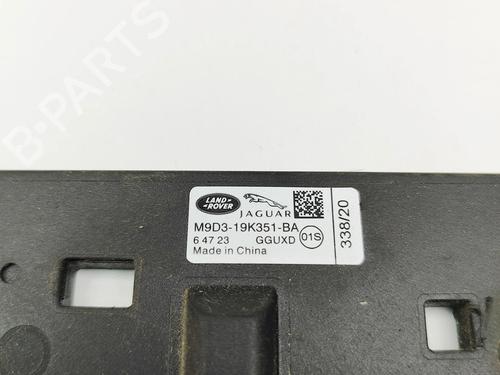 B-PARTS
LAND-
ROVER
JAGUAR
M9D3-19K351-BA
6 47 23 GGUXD 01S
Made in China
338/20